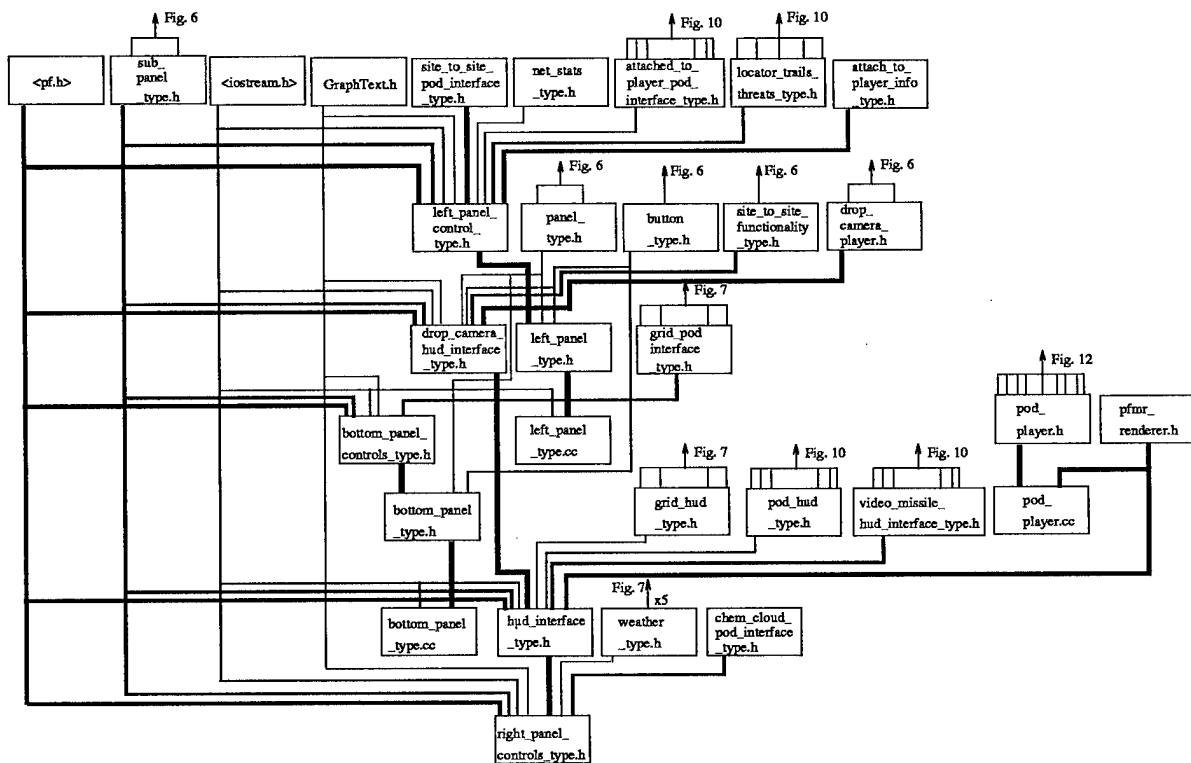 Fig. 6
Fig. 10
Fig. 10
<pf.h>
sub_
panel
_type.h
<iostream.h>
GraphText.h
site_to_site_
pod_interface
_type.h
net_stats
_type.h
attached_to_
player_pod_
interface_type.h
locator_trails_
threats_type.h
attach_to_
player_info
_type.h
Fig. 6
Fig. 6
Fig. 6
Fig. 6
left_panel_
control_
type.h
panel_
type.h
button
_type.h
site_to_site_
functionality
_type.h
drop_
camera_
player.h
Fig. 7
drop_camera_
hud_interface
_type.h
left_panel
_type.h
grid_pod
interface
_type.h
Fig. 12
bottom_panel_
controls_type.h
left_panel
_type.cc
pod_
player.h
pfmr_
renderer.h
Fig. 7
Fig. 10
Fig. 10
bottom_panel
_type.h
grid_hud
_type.h
pod_hud
_type.h
video_missile_
hud_interface_type.h
pod_
player.cc
Fig. 7
x5
bottom_panel
_type.cc
hud_interface
_type.h
weather
_type.h
chem_cloud_
pod_interface
_type.h
right_panel_
controls_type.h